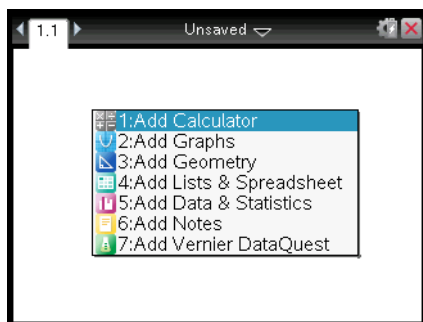 1.1 Unsaved
1:Add Calculator
2:Add Graphs
3:Add Geometry
4:Add Lists & Spreadsheet
5:Add Data & Statistics
6:Add Notes
7:Add Vernier DataQuest